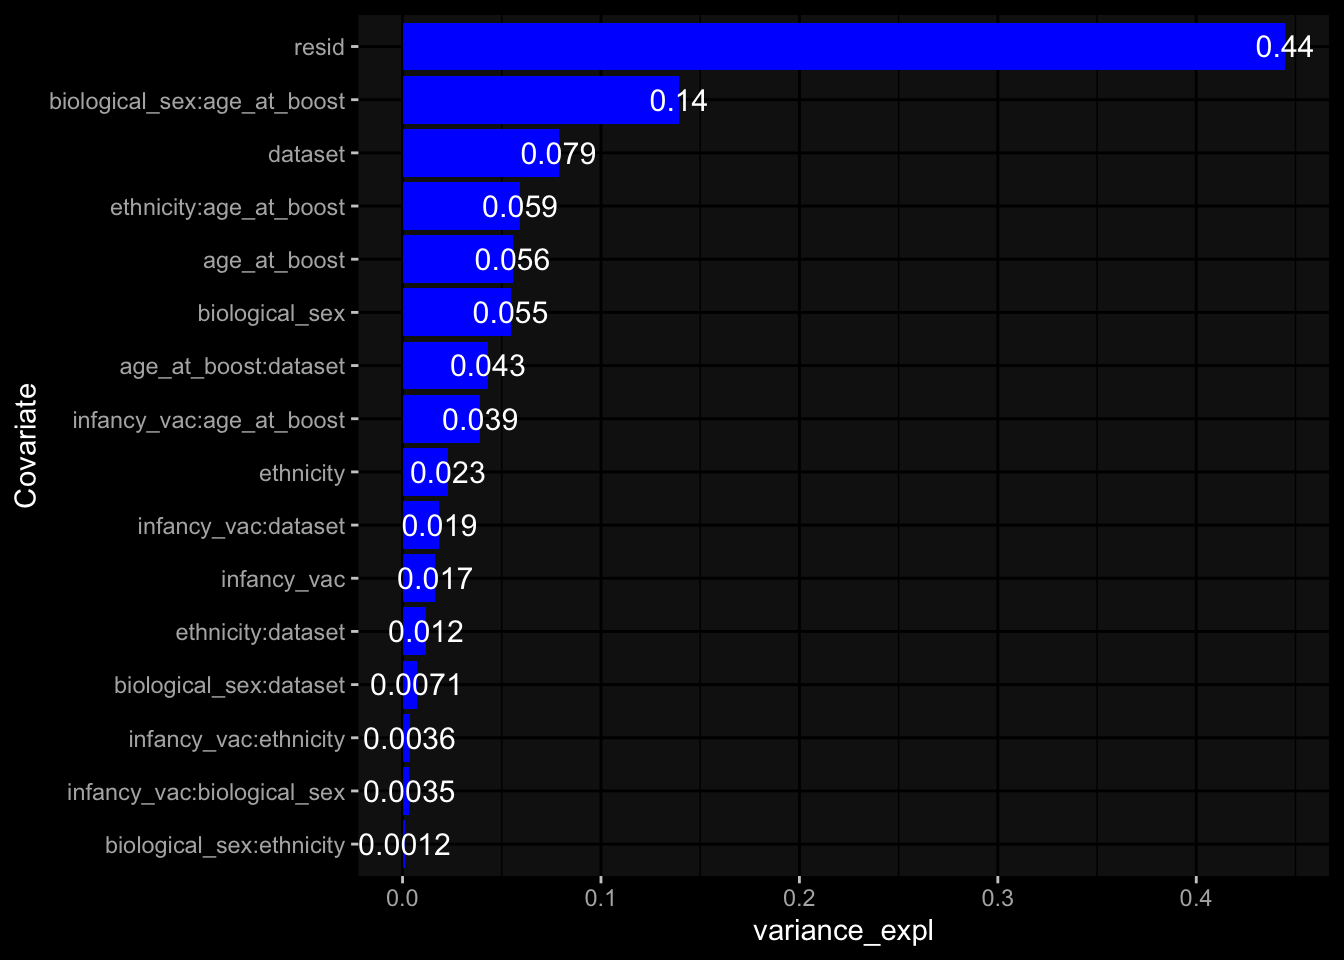 resid 0.44
biological_sex:age_at_boost 0.14
dataset 0.079
ethnicity:age_at_boost 0.059
age_at_boost 0.056
biological_sex 0.055
age_at_boost:dataset 0.043
infancy_vac:age_at_boost 0.039
ethnicity 0.023
infancy_vac:dataset 0.019
infancy_vac 0.017
ethnicity:dataset 0.012
biological_sex:dataset 0.0071
infancy_vac:ethnicity 0.0036
infancy_vac:biological_sex 0.0035
biological_sex:ethnicity 0.0012
Covariate
0.0 0.1 0.2 0.3 0.4
variance_expl